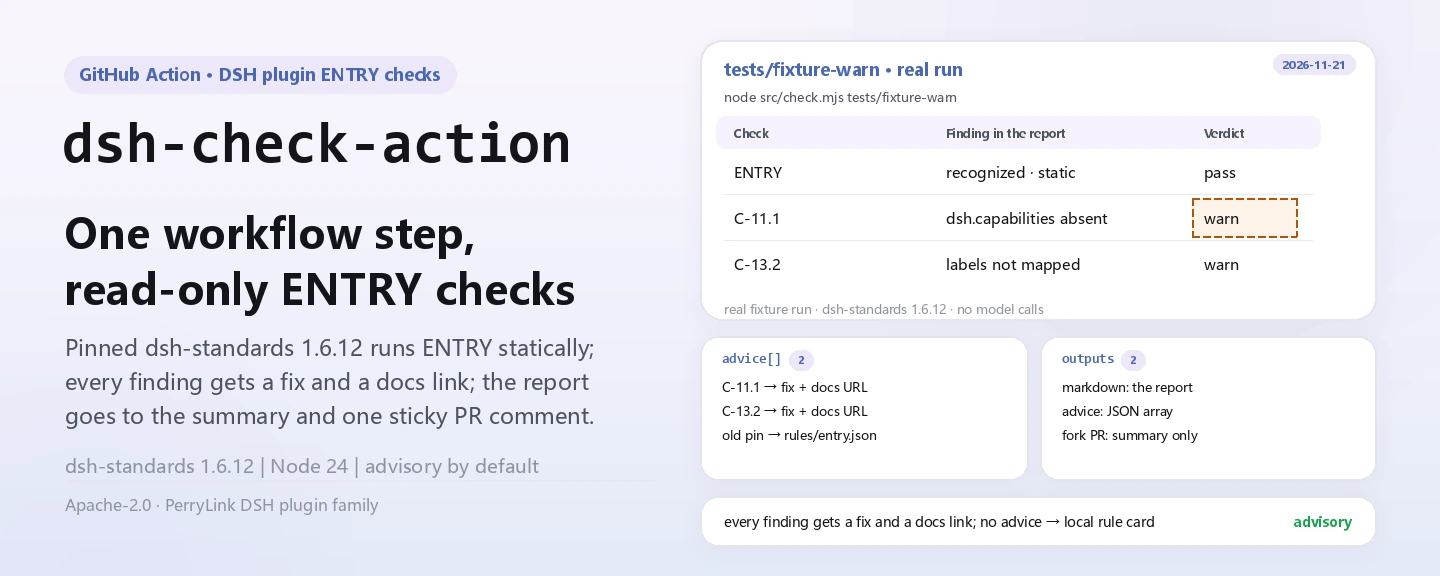 GitHub Action • DSH plugin ENTRY checks
dsh-check-action
One workflow step,
read-only ENTRY checks
Pinned dsh-standards 1.6.12 runs ENTRY statically;
every finding gets a fix and a docs link; the report
goes to the summary and one sticky PR comment.
dsh-standards 1.6.12 | Node 24 | advisory by default
Apache-2.0 · PerryLink DSH plugin family
tests/fixture-warn • real run
2026-11-21
node src/check.mjs tests/fixture-warn
Check Finding in the report Verdict
ENTRY recognized · static pass
C-11.1 dsh.capabilities absent warn
C-13.2 labels not mapped warn
real fixture run · dsh-standards 1.6.12 · no model calls
advice[] 2
C-11.1 → fix + docs URL
C-13.2 → fix + docs URL
old pin → rules/entry.json
outputs 2
markdown: the report
advice: JSON array
fork PR: summary only
every finding gets a fix and a docs link; no advice → local rule card
advisory